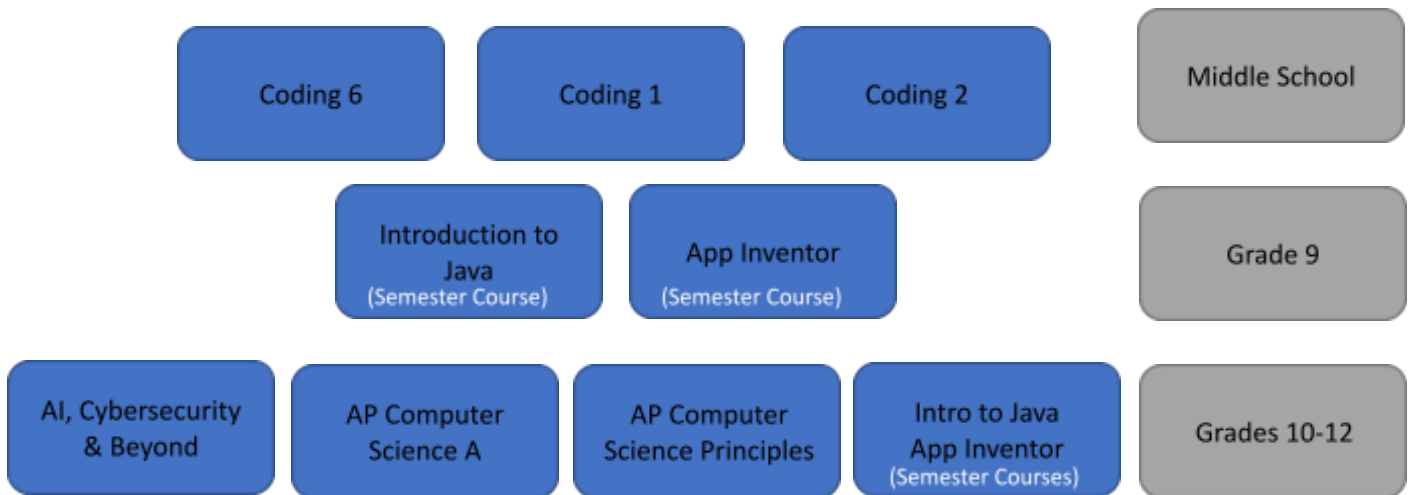 Coding 6
Coding 1
Coding 2
Middle School
Introduction to
Java
(Semester Course)
App Inventor
(Semester Course)
Grade 9
AI, Cybersecurity
& Beyond
AP Computer
Science A
AP Computer
Science Principles
Intro to Java
App Inventor
(Semester Courses)
Grades 10-12